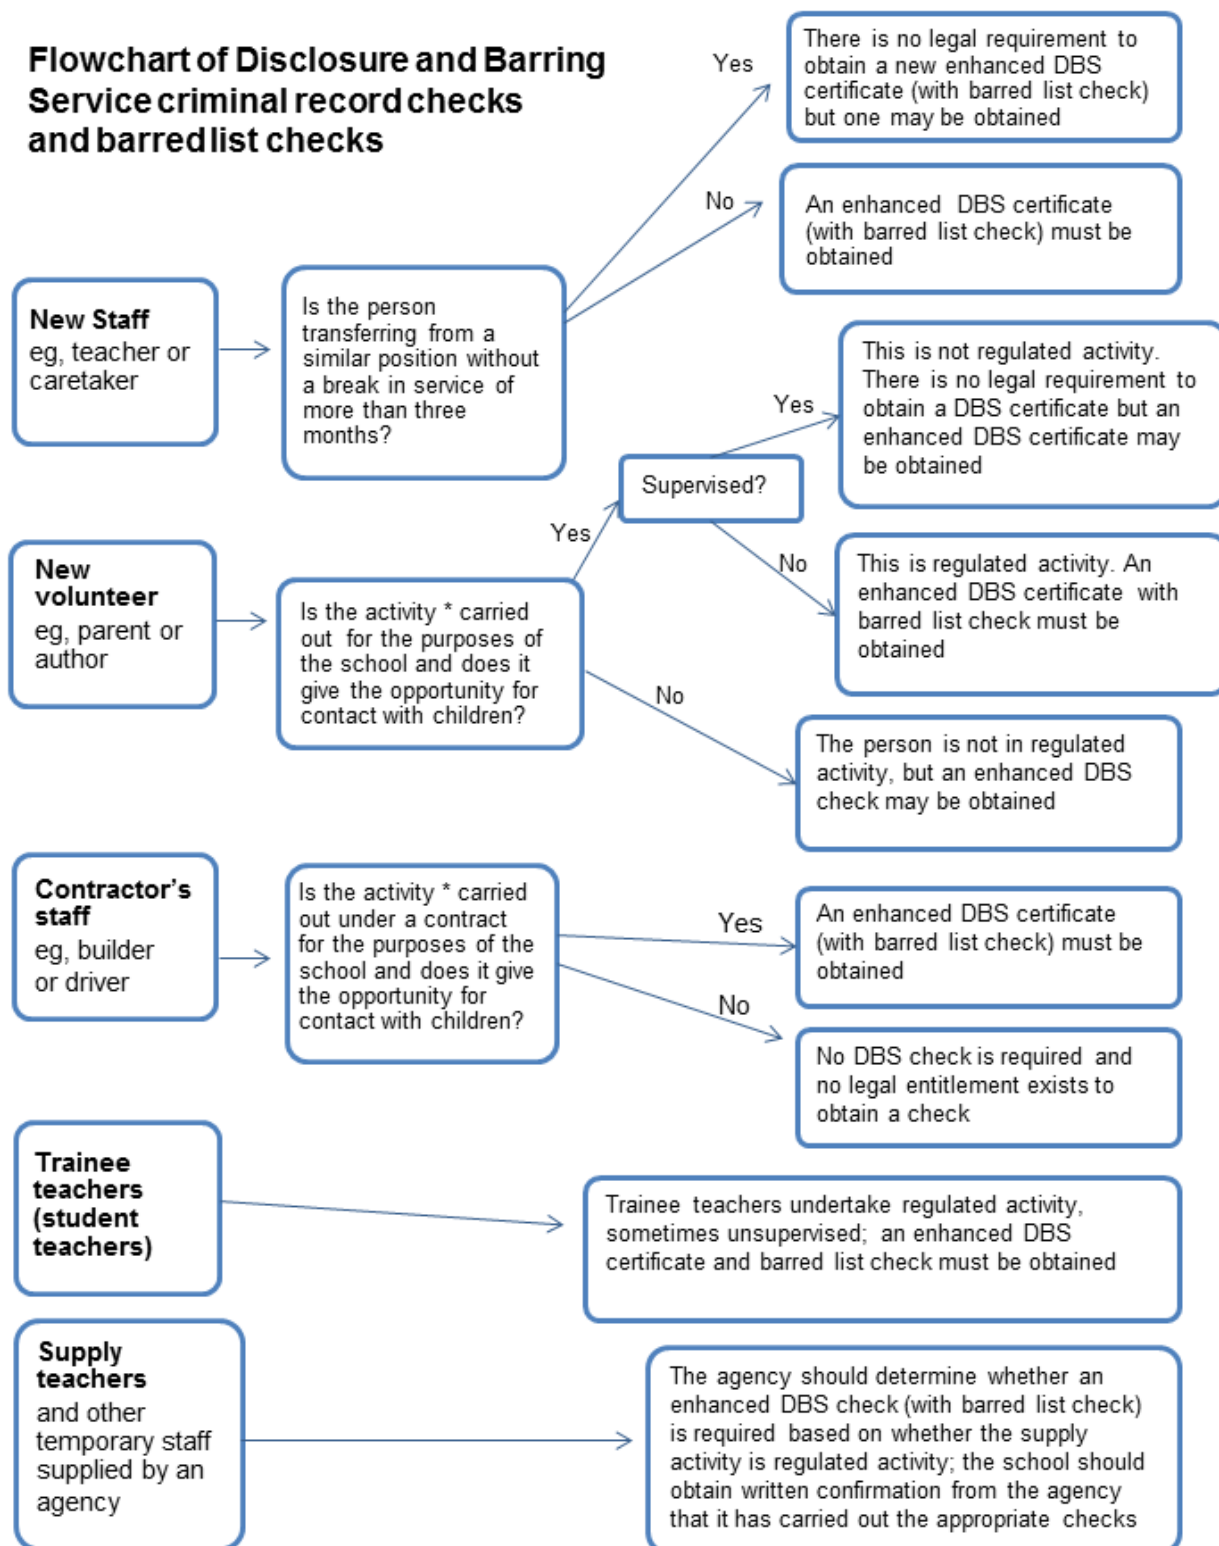 Flowchart of Disclosure and Barring
Service criminal record checks
and barred list checks
Yes
There is no legal requirement to
obtain a new enhanced DBS
certificate (with barred list check)
but one may be obtained
No
An enhanced DBS certificate
(with barred list check) must be
obtained
New Staff
eg, teacher or
caretaker
Is the person
transferring from a
similar position without
a break in service of
more than three
months?
New
volunteer
eg, parent or
author
Is the activity * carried
out for the purposes of
the school and does it
give the opportunity for
contact with children?
Yes
Supervised?
Yes
This is not regulated activity.
There is no legal requirement to
obtain a DBS certificate but an
enhanced DBS certificate may
be obtained
No
This is regulated activity. An
enhanced DBS certificate with
barred list check must be
obtained
No
The person is not in regulated
activity, but an enhanced DBS
check may be obtained
Contractor's
staff
eg, builder
or driver
Is the activity * carried
out under a contract
for the purposes of the
school and does it give
the opportunity for
contact with children?
Yes
An enhanced DBS certificate
(with barred list check) must be
obtained
No
No DBS check is required and
no legal entitlement exists to
obtain a check
Trainee
teachers
(student
teachers)
Trainee teachers undertake regulated activity,
sometimes unsupervised; an enhanced DBS
certificate and barred list check must be obtained
Supply
teachers
and other
temporary staff
supplied by an
agency
The agency should determine whether an
enhanced DBS check (with barred list check)
is required based on whether the supply
activity is regulated activity; the school should
obtain written confirmation from the agency
that it has carried out the appropriate checks